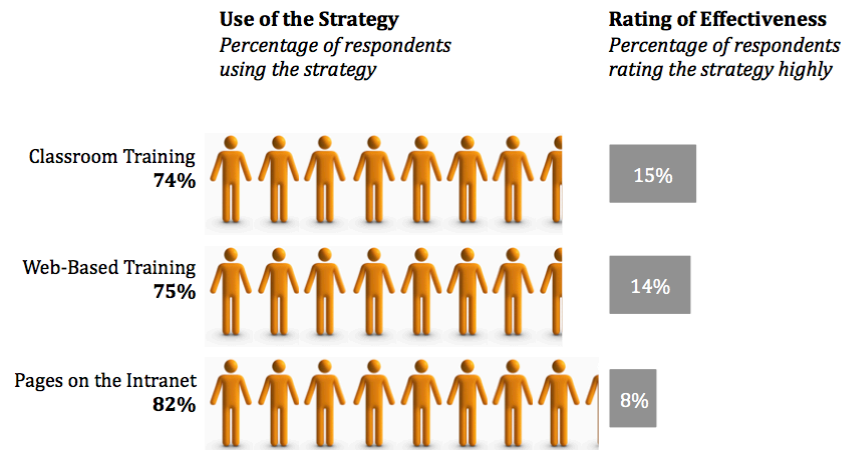 Use of the Strategy
Percentage of respondents
using the strategy
Rating of Effectiveness
Percentage of respondents
rating the strategy highly
Classroom Training
74%
15%
Web-Based Training
75%
14%
Pages on the Intranet
82%
8%